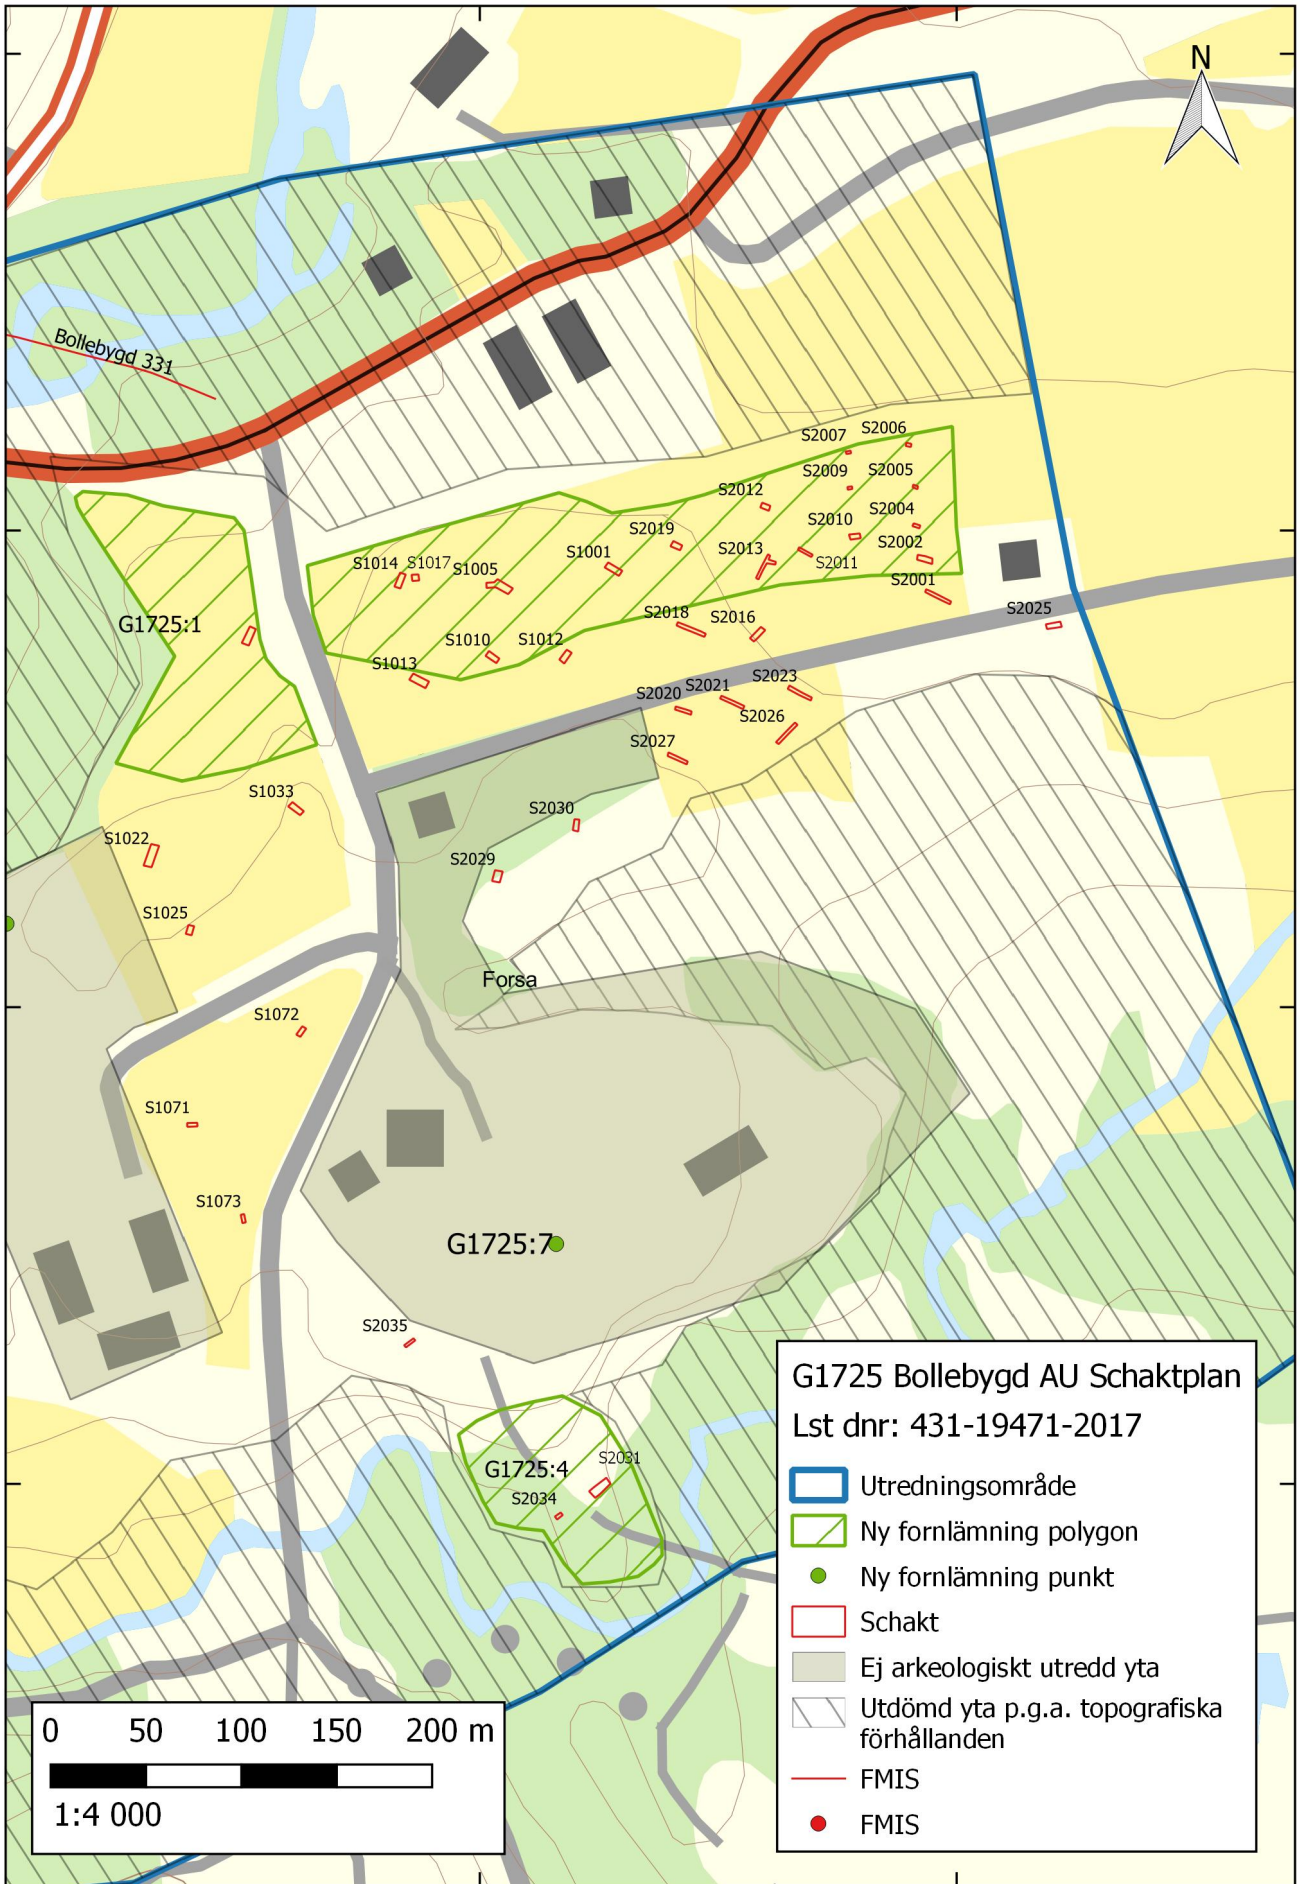 N
Bollebygd 331
S2007
S2006
S2009
S2005
S2012
S2010
S2004
S2019
S2013
S2011
S2002
S1001
S1014
S1017
S1005
S2001
S2025
G1725:1
S2018
S2016
S1010
S1012
S1013
S2020
S2021
S2023
S2026
S2027
S1033
S2030
S1022
S2029
S1025
Forsa
S1072
S1071
S1073
G1725:7
S2035
G1725:4
S2031
S2034
G1725 Bollebygd AU Schaktplan
Lst dnr: 431-19471-2017
Utredningsområde
Ny fornlämning polygon
Ny fornlämning punkt
Schakt
Ej arkeologiskt utredd yta
Utdömd yta p.g.a. topografiska
förhållanden
FMIS
FMIS
0 50 100 150 200 m
1:4 000